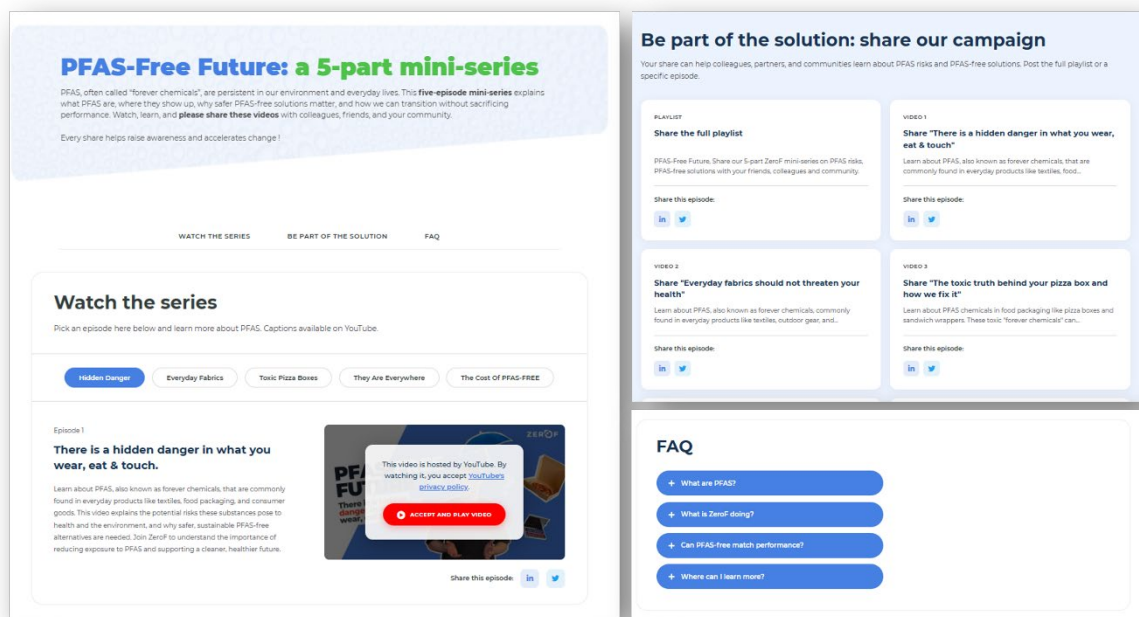 PFAS-Free Future: a 5-part mini-series
PFAS, often called "forever chemicals", are persistent in our environment and everyday lives. This five-episode mini-series explains
what PFAS are, where they show up, why safer PFAS-free solutions matter, and how we can transition without sacrificing
performance. Watch, learn, and please share these videos with colleagues, friends, and your community.
Every share helps raise awareness and accelerates change !
WATCH THE SERIES
BE PART OF THE SOLUTION
FAQ
Watch the series
Pick an episode here below and learn more about PFAS. Captions available on YouTube.
Hidden Danger
Everyday Fabrics
Toxic Pizza Boxes
They Are Everywhere
The Cost Of PFAS-FREE
Episode 1
There is a hidden danger in what you
wear, eat & touch.
Learn about PFAS, also known as forever chemicals, that are commonly
found in everyday products like textiles, food packaging, and consumer
goods. This video explains the potential risks these substances pose to
health and the environment, and why safer, sustainable PFAS-free
alternatives are needed. Join ZeroF to understand the importance of
reducing exposure to PFAS and supporting a cleaner, healthier future.
ZEROF
This video is hosted by YouTube. By
watching it, you accept YouTube's
privacy policy.
ACCEPT AND PLAY VIDEO
Share this episode:
in
Be part of the solution: share our campaign
Your share can help colleagues, partners, and communities learn about PFAS risks and PFAS-free solutions. Post the full playlist or a
specific episode.
PLAYLIST
Share the full playlist
PFAS-Free Future. Share our 5-part ZeroF mini-series on PFAS risks,
PFAS-free solutions with your friends, colleagues and community.
Share this episode:
in
VIDEO 1
Share "There is a hidden danger in what you wear,
eat & touch"
Learn about PFAS, also known as forever chemicals, that are
commonly found in everyday products like textiles, food...
Share this episode:
in
VIDEO 2
Share "Everyday fabrics should not threaten your
health"
Learn about PFAS, also known as forever chemicals, commonly
found in everyday products like textiles, outdoor gear, and...
Share this episode:
in
VIDEO 3
Share "The toxic truth behind your pizza box and
how we fix it"
Learn about PFAS chemicals in food packaging like pizza boxes and
sandwich wrappers. These toxic "forever chemicals" can...
Share this episode:
in
FAQ
+ What are PFAS?
+ What is ZeroF doing?
+ Can PFAS-free match performance?
+ Where can I learn more?